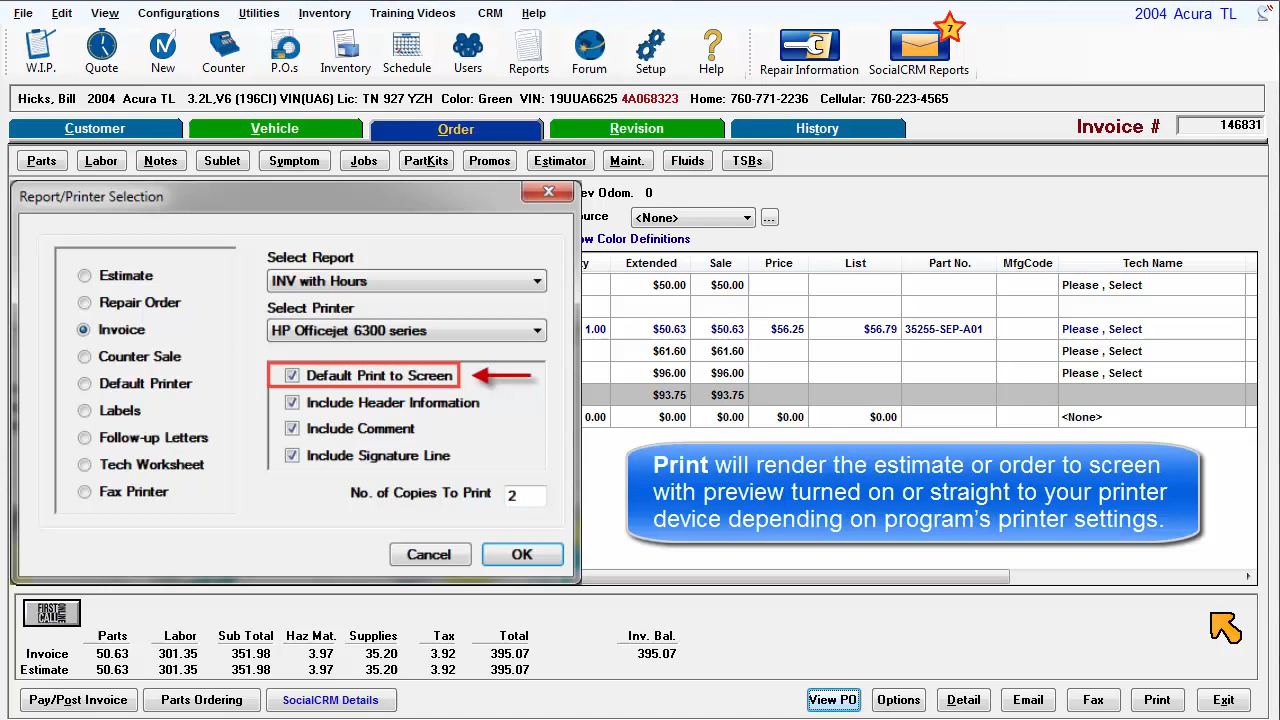 File Edit View Configurations Utilities Inventory Training Videos CRM Help 2004 Acura TL
7
W.I.P. Quote New Counter P.O.s Inventory Schedule Users Reports Forum Setup Help Repair Information SocialCRM Reports
Hicks, Bill 2004 Acura TL 3.2L,V6 (196CI) VIN(UA6) Lic: TN 927 YZH Color: Green VIN: 19UUA6625 4A068323 Home: 760-771-2236 Cellular: 760-223-4565
Customer Vehicle Order Revision History Invoice # 146831
Parts Labor Notes Sublet Symptom Jobs PartKits Promos Estimator Maint. Fluids TSBs
Report/Printer Selection
Estimate
Repair Order
Invoice
Counter Sale
Default Printer
Labels
Follow-up Letters
Tech Worksheet
Fax Printer
Select Report
INV with Hours
Select Printer
HP Officejet 6300 series
Default Print to Screen
Include Header Information
Include Comment
Include Signature Line
No. of Copies To Print 2
Cancel OK
ev Odom. 0
ource <None> ...
ow Color Definitions
ty Extended Sale Price List Part No. MfgCode Tech Name
$50.00 $50.00 Please , Select
1.00 $50.63 $50.63 $56.25 $56.79 35255-SEP-A01 Please , Select
$61.60 $61.60 Please , Select
$96.00 $96.00 Please , Select
$93.75 $93.75
0.00 $0.00 $0.00 $0.00 $0.00 <None>
Print will render the estimate or order to screen
with preview turned on or straight to your printer
device depending on program's printer settings.
FIRST CALL
Parts Labor Sub Total Haz Mat. Supplies Tax Total Inv. Bal.
Invoice 50.63 301.35 351.98 3.97 35.20 3.92 395.07 395.07
Estimate 50.63 301.35 351.98 3.97 35.20 3.92 395.07
Pay/Post Invoice Parts Ordering SocialCRM Details View PO Options Detail Email Fax Print Exit